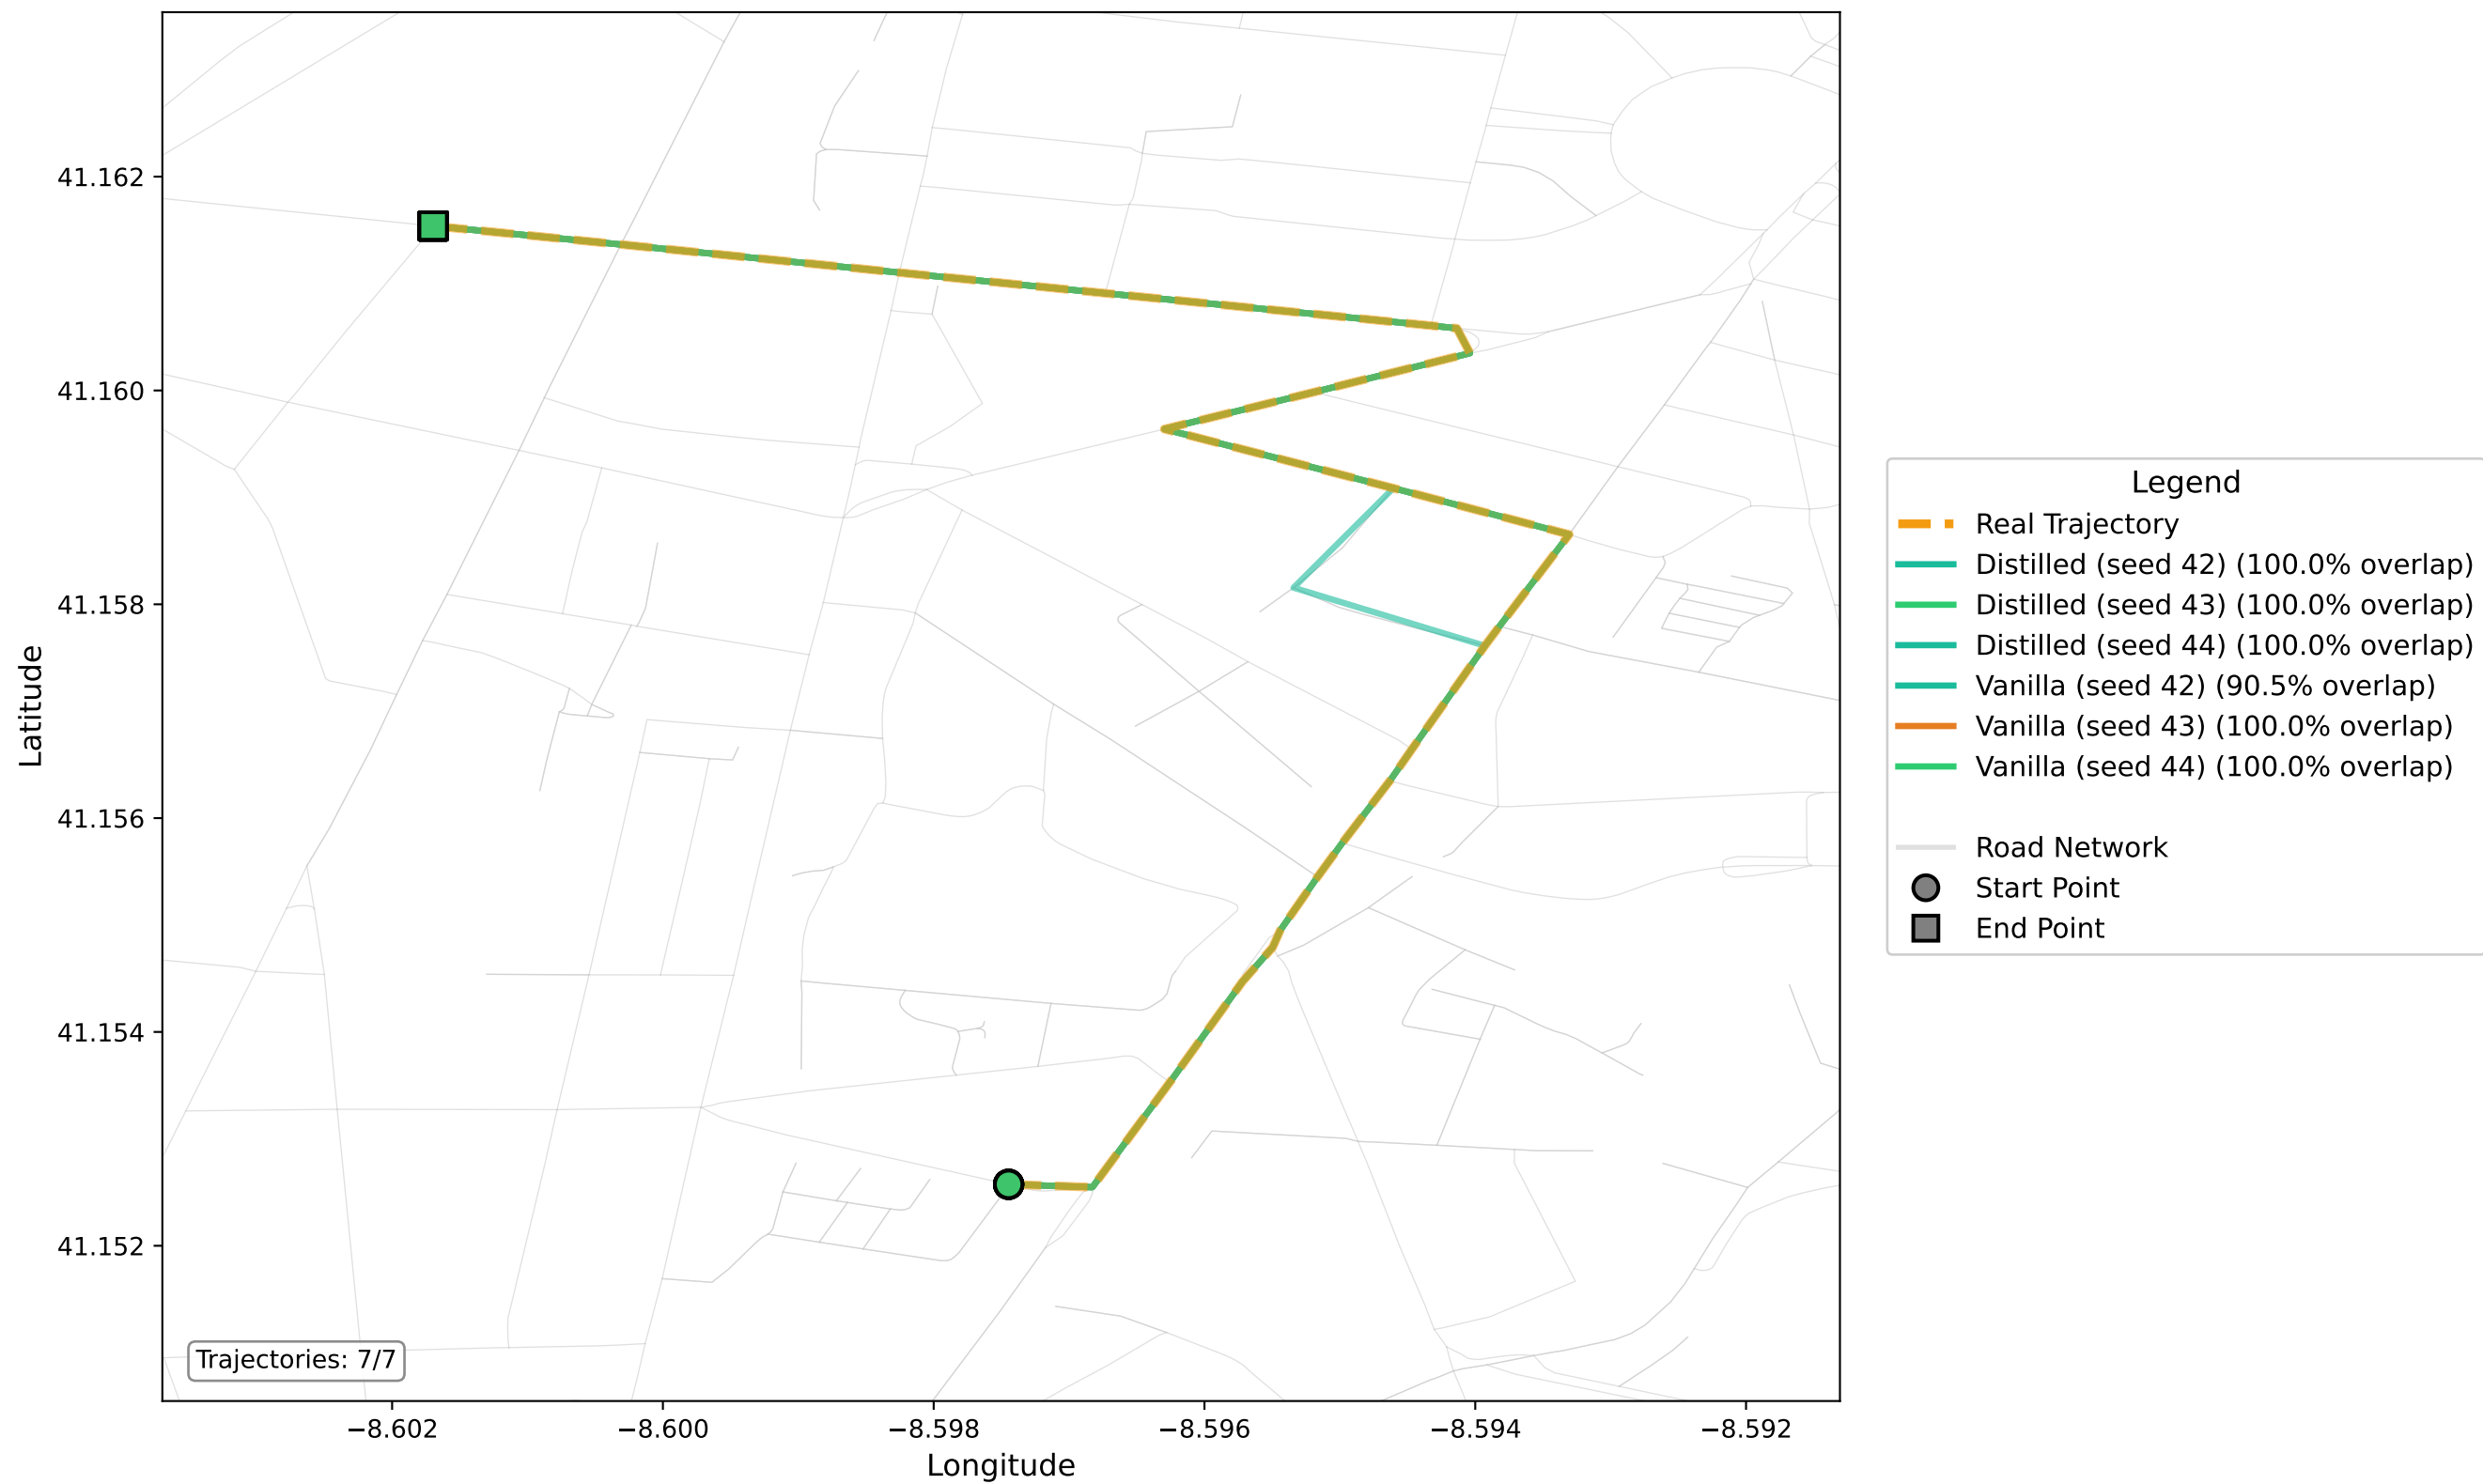 41.162
41.160
41.158
41.156
41.154
41.152
Latitude
−8.602
−8.600
−8.598
−8.596
−8.594
−8.592
Longitude
Trajectories: 7/7
Legend
Real Trajectory
Distilled (seed 42) (100.0% overlap)
Distilled (seed 43) (100.0% overlap)
Distilled (seed 44) (100.0% overlap)
Vanilla (seed 42) (90.5% overlap)
Vanilla (seed 43) (100.0% overlap)
Vanilla (seed 44) (100.0% overlap)
Road Network
Start Point
End Point